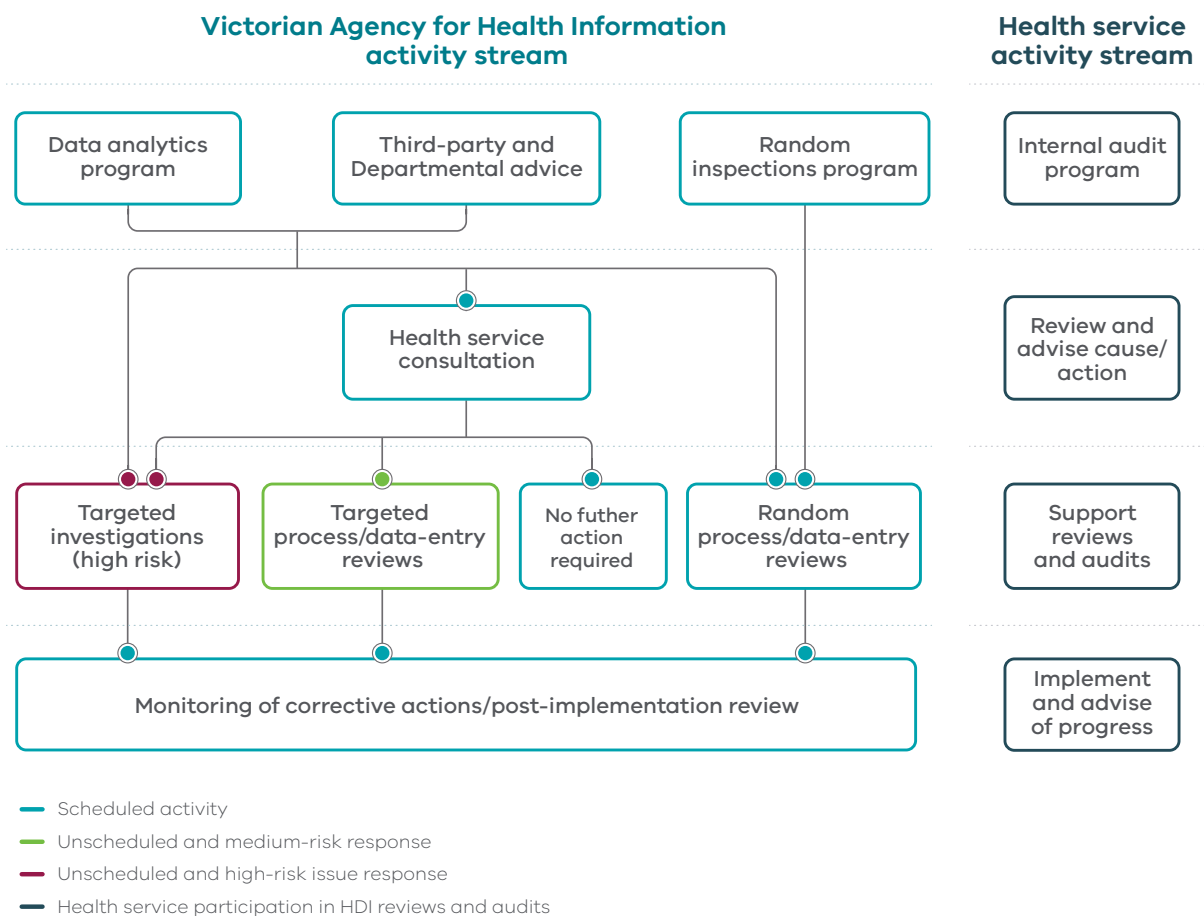 Victorian Agency for Health Information
activity stream
Health service
activity stream
Data analytics
program
Third-party and
Departmental advice
Random
inspections program
Internal audit
program
Health service
consultation
Review and
advise cause/
action
Targeted
investigations
(high risk)
Targeted
process/data-entry
reviews
No futher
action
required
Random
process/data-entry
reviews
Support
reviews
and audits
Monitoring of corrective actions/post-implementation review
Implement
and advise
of progress
Scheduled activity
Unscheduled and medium-risk response
Unscheduled and high-risk issue response
Health service participation in HDI reviews and audits